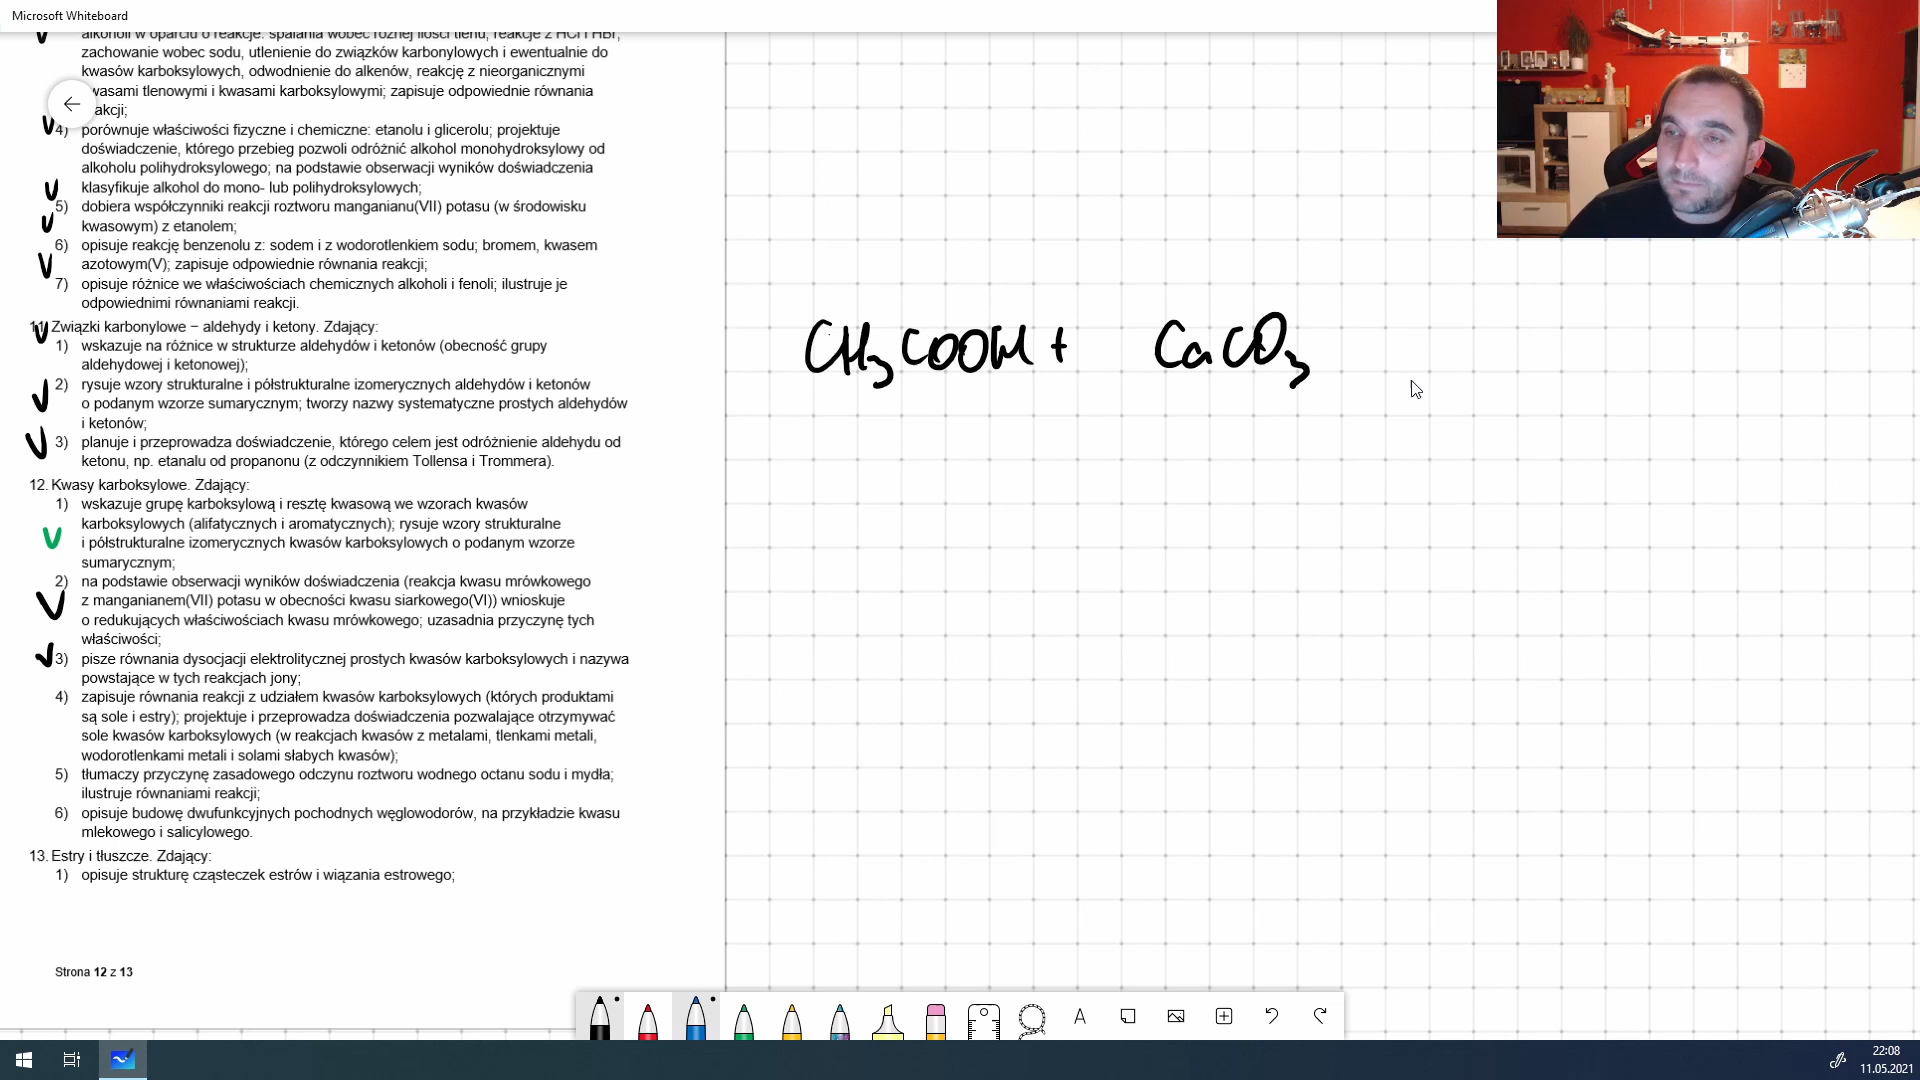 Microsoft Whiteboard
alkoholi w oparciu o reakcje: spalania wobec różnej ilości tlenu, reakcje z HCl i HBr,
zachowanie wobec sodu, utlenienie do związków karbonylowych i ewentualnie do
kwasów karboksylowych, odwodnienie do alkenów, reakcję z nieorganicznymi
wasami tlenowymi i kwasami karboksylowymi; zapisuje odpowiednie równania
akcji;
4) porównuje właściwości fizyczne i chemiczne: etanolu i glicerolu; projektuje
doświadczenie, którego przebieg pozwoli odróżnić alkohol monohydroksylowy od
alkoholu polihydroksylowego; na podstawie obserwacji wyników doświadczenia
klasyfikuje alkohol do mono- lub polihydroksylowych;
5) dobiera współczynniki reakcji roztworu manganianu(VII) potasu (w środowisku
kwasowym) z etanolem;
6) opisuje reakcję benzenolu z: sodem i z wodorotlenkiem sodu; bromem, kwasem
azotowym(V); zapisuje odpowiednie równania reakcji;
7) opisuje różnice we właściwościach chemicznych alkoholi i fenoli; ilustruje je
odpowiednimi równaniami reakcji.
11. Związki karbonylowe − aldehydy i ketony. Zdający:
1) wskazuje na różnice w strukturze aldehydów i ketonów (obecność grupy
aldehydowej i ketonowej);
2) rysuje wzory strukturalne i półstrukturalne izomerycznych aldehydów i ketonów
o podanym wzorze sumarycznym; tworzy nazwy systematyczne prostych aldehydów
i ketonów;
3) planuje i przeprowadza doświadczenie, którego celem jest odróżnienie aldehydu od
ketonu, np. etanalu od propanonu (z odczynnikiem Tollensa i Trommera).
12. Kwasy karboksylowe. Zdający:
1) wskazuje grupę karboksylową i resztę kwasową we wzorach kwasów
karboksylowych (alifatycznych i aromatycznych); rysuje wzory strukturalne
i półstrukturalne izomerycznych kwasów karboksylowych o podanym wzorze
sumarycznym;
2) na podstawie obserwacji wyników doświadczenia (reakcja kwasu mrówkowego
z manganianem(VII) potasu w obecności kwasu siarkowego(VI)) wnioskuje
o redukujących właściwościach kwasu mrówkowego; uzasadnia przyczynę tych
właściwości;
3) pisze równania dysocjacji elektrolitycznej prostych kwasów karboksylowych i nazywa
powstające w tych reakcjach jony;
4) zapisuje równania reakcji z udziałem kwasów karboksylowych (których produktami
są sole i estry); projektuje i przeprowadza doświadczenia pozwalające otrzymywać
sole kwasów karboksylowych (w reakcjach kwasów z metalami, tlenkami metali,
wodorotlenkami metali i solami słabych kwasów);
5) tłumaczy przyczynę zasadowego odczynu roztworu wodnego octanu sodu i mydła;
ilustruje równaniami reakcji;
6) opisuje budowę dwufunkcyjnych pochodnych węglowodorów, na przykładzie kwasu
mlekowego i salicylowego.
13. Estry i tłuszcze. Zdający:
1) opisuje strukturę cząsteczek estrów i wiązania estrowego;
Strona 12 z 13
CH₃COOH + CaCO₃
22:08
11.05.2021